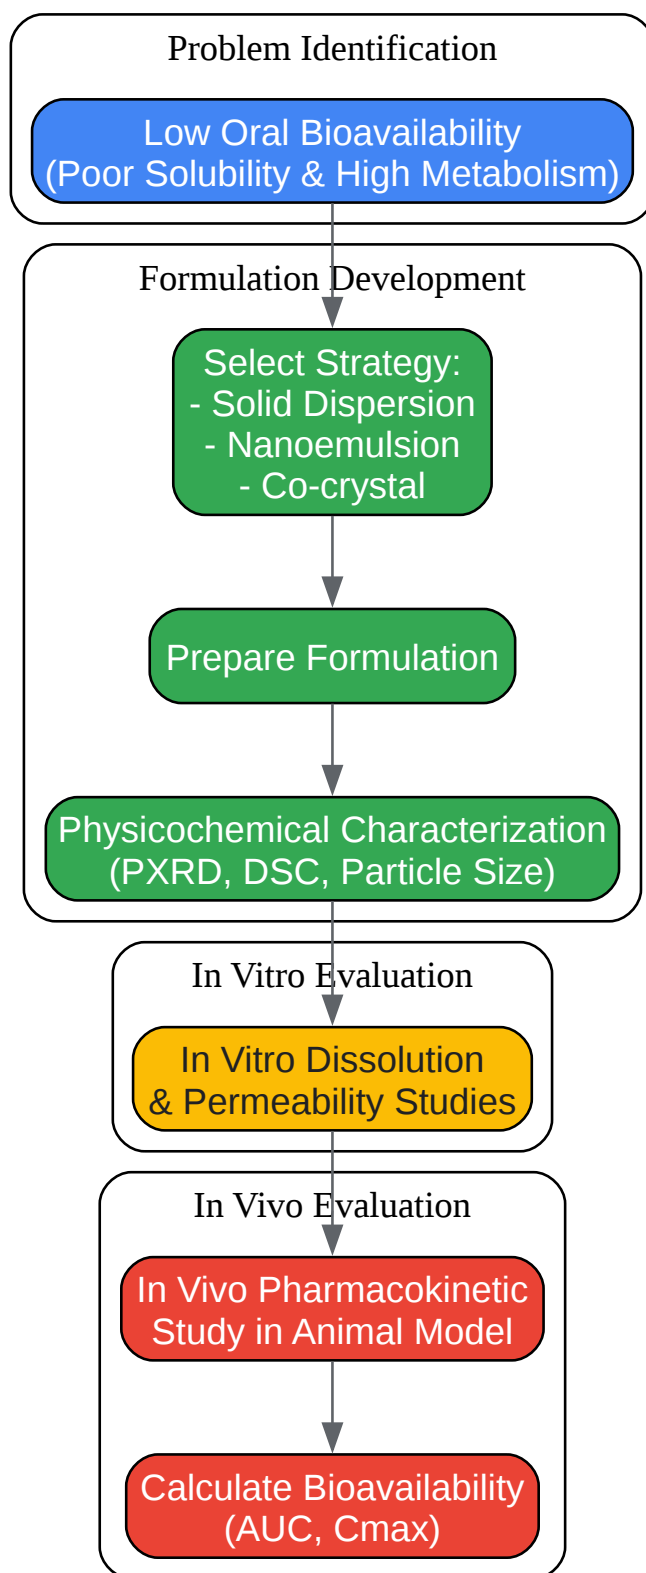 Problem Identification
Low Oral Bioavailability
(Poor Solubility & High Metabolism)
Formulation Development
Select Strategy:
- Solid Dispersion
- Nanoemulsion
- Co-crystal
Prepare Formulation
Physicochemical Characterization
(PXRD, DSC, Particle Size)
In Vitro Evaluation
In Vitro Dissolution
& Permeability Studies
In Vivo Evaluation
In Vivo Pharmacokinetic
Study in Animal Model
Calculate Bioavailability
(AUC, Cmax)